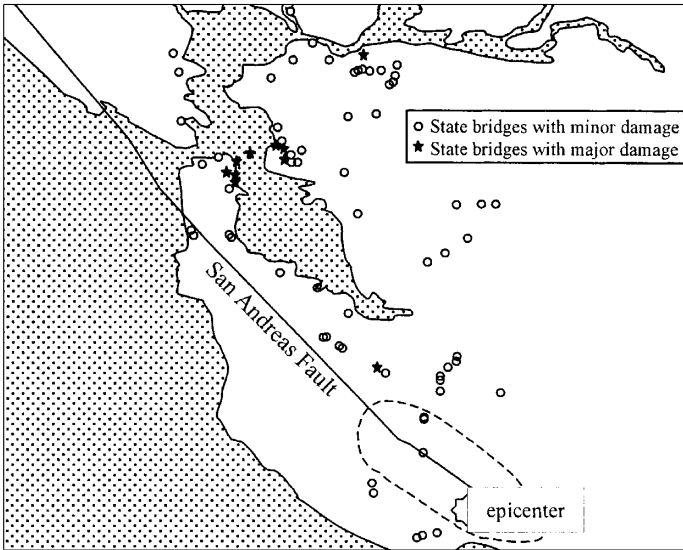 State bridges with minor damage
State bridges with major damage
San Andreas Fault
epicenter